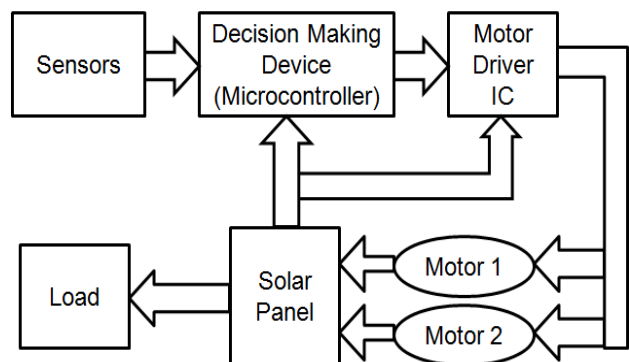 Sensors
Decision Making
Device
(Microcontroller)
Motor
Driver
IC
Load
Solar
Panel
Motor 1
Motor 2